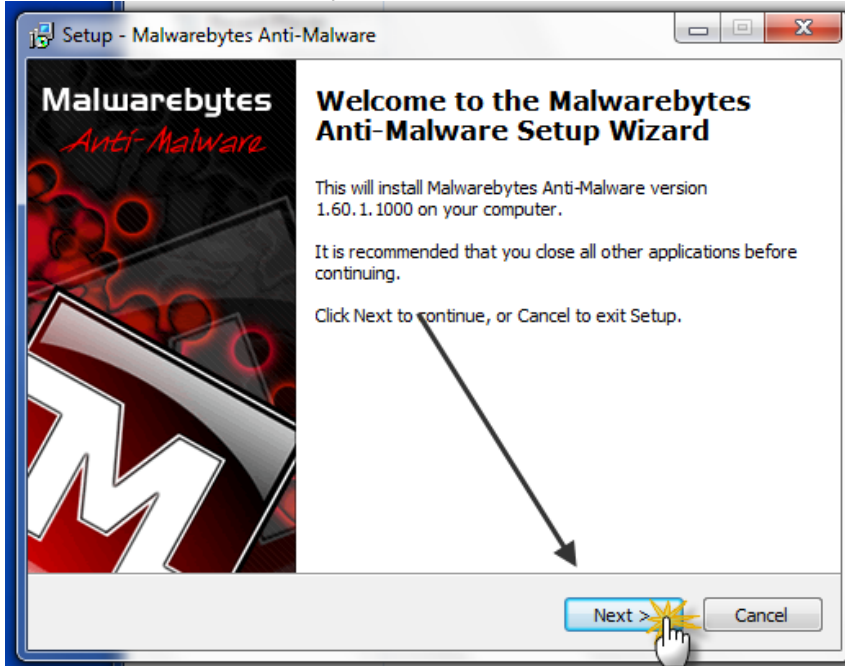 Setup - Malwarebytes Anti-Malware
Malwarebytes
Anti-Malware
Welcome to the Malwarebytes
Anti-Malware Setup Wizard
This will install Malwarebytes Anti-Malware version
1.60.1.1000 on your computer.
It is recommended that you close all other applications before
continuing.
Click Next to continue, or Cancel to exit Setup.
Next >
Cancel